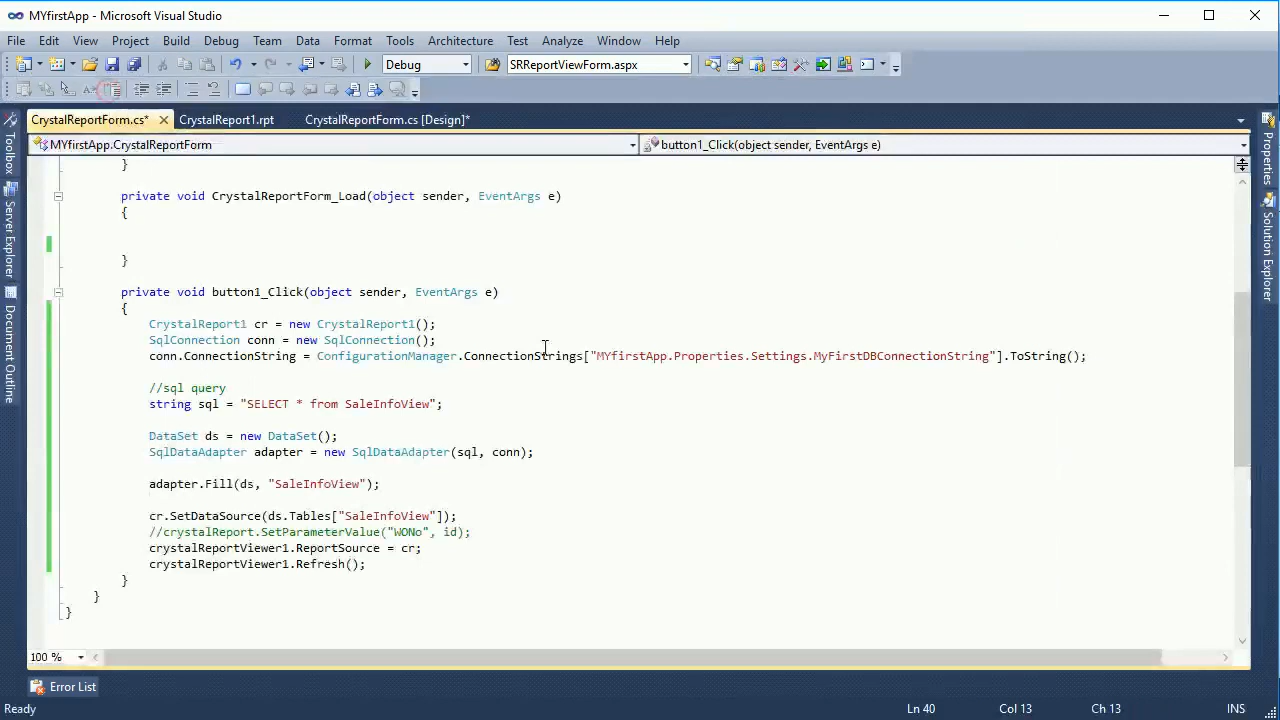 MYfirstApp - Microsoft Visual Studio
File Edit View Project Build Debug Team Data Format Tools Architecture Test Analyze Window Help
Debug SRReportViewForm.aspx
CrystalReportForm.cs* CrystalReport1.rpt CrystalReportForm.cs [Design]*
MYfirstApp.CrystalReportForm button1_Click(object sender, EventArgs e)
Toolbox
Server Explorer
Document Outline
Properties
Solution Explorer
}
private void CrystalReportForm_Load(object sender, EventArgs e)
{
}
private void button1_Click(object sender, EventArgs e)
{
CrystalReport1 cr = new CrystalReport1();
SqlConnection conn = new SqlConnection();
conn.ConnectionString = ConfigurationManager.ConnectionStrings["MYfirstApp.Properties.Settings.MyFirstDBConnectionString"].ToString();
//sql query
string sql = "SELECT * from SaleInfoView";
DataSet ds = new DataSet();
SqlDataAdapter adapter = new SqlDataAdapter(sql, conn);
adapter.Fill(ds, "SaleInfoView");
cr.SetDataSource(ds.Tables["SaleInfoView"]);
//crystalReport.SetParameterValue("WONo", id);
crystalReportViewer1.ReportSource = cr;
crystalReportViewer1.Refresh();
}
}
}
100 %
Error List
Ready Ln 40 Col 13 Ch 13 INS